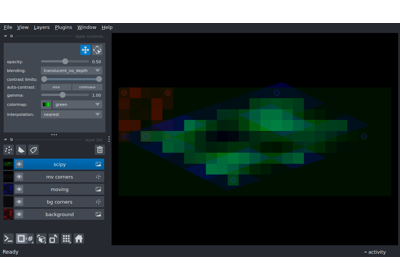 File View Layers Plugins Window Help
opacity: 0.50
blending: translucent_no_depth
contrast limits:
auto-contrast: once continuous
gamma: 1.00
colormap: green
interpolation: nearest
scipy
mv corners
moving
bg corners
background
Ready
activity